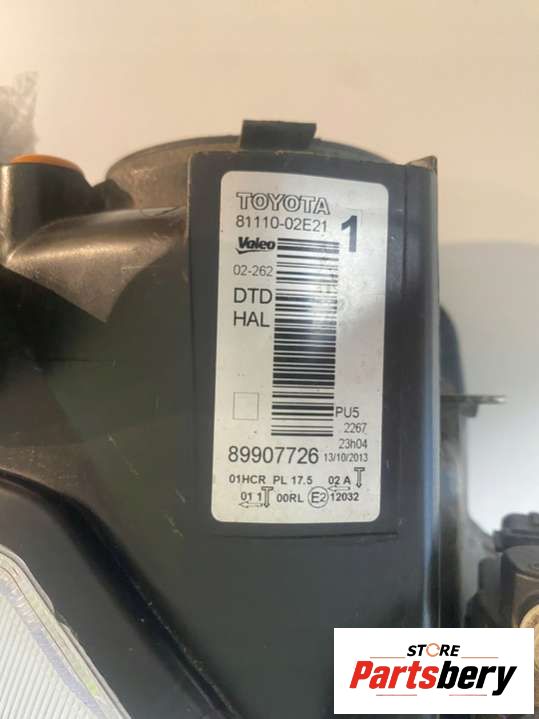 TOYOTA
81110-02E21
1
Valeo
02-262
DTD
HAL
PU5
2267
23h04
89907726 13/10/2013
01HCR PL 17.5 02 A
01 1 00RL E2 12032
STORE
Partsbery